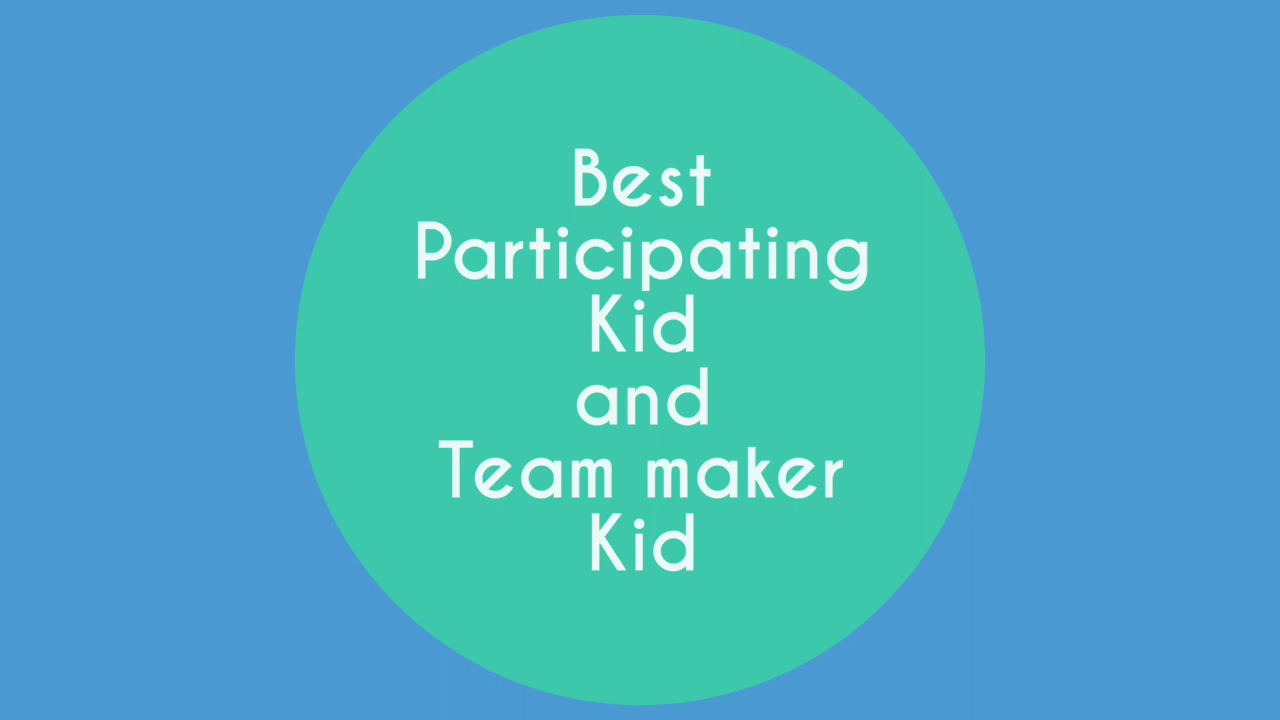 Best
Participating
Kid
and
Team maker
Kid